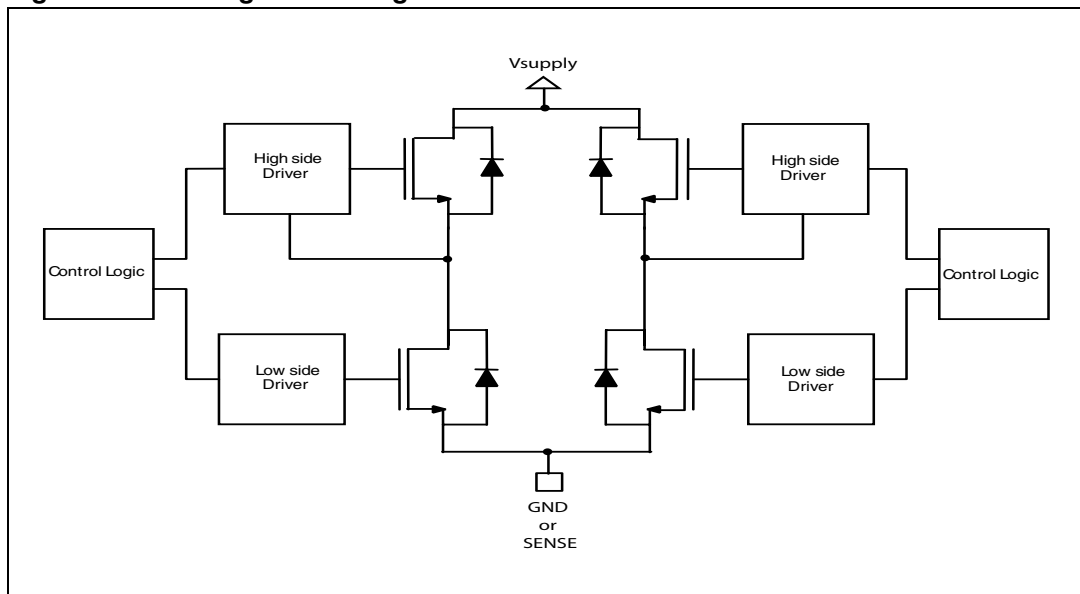 Vsupply
High side
Driver
High side
Driver
Control Logic
Control Logic
Low side
Driver
Low side
Driver
GND
or
SENSE